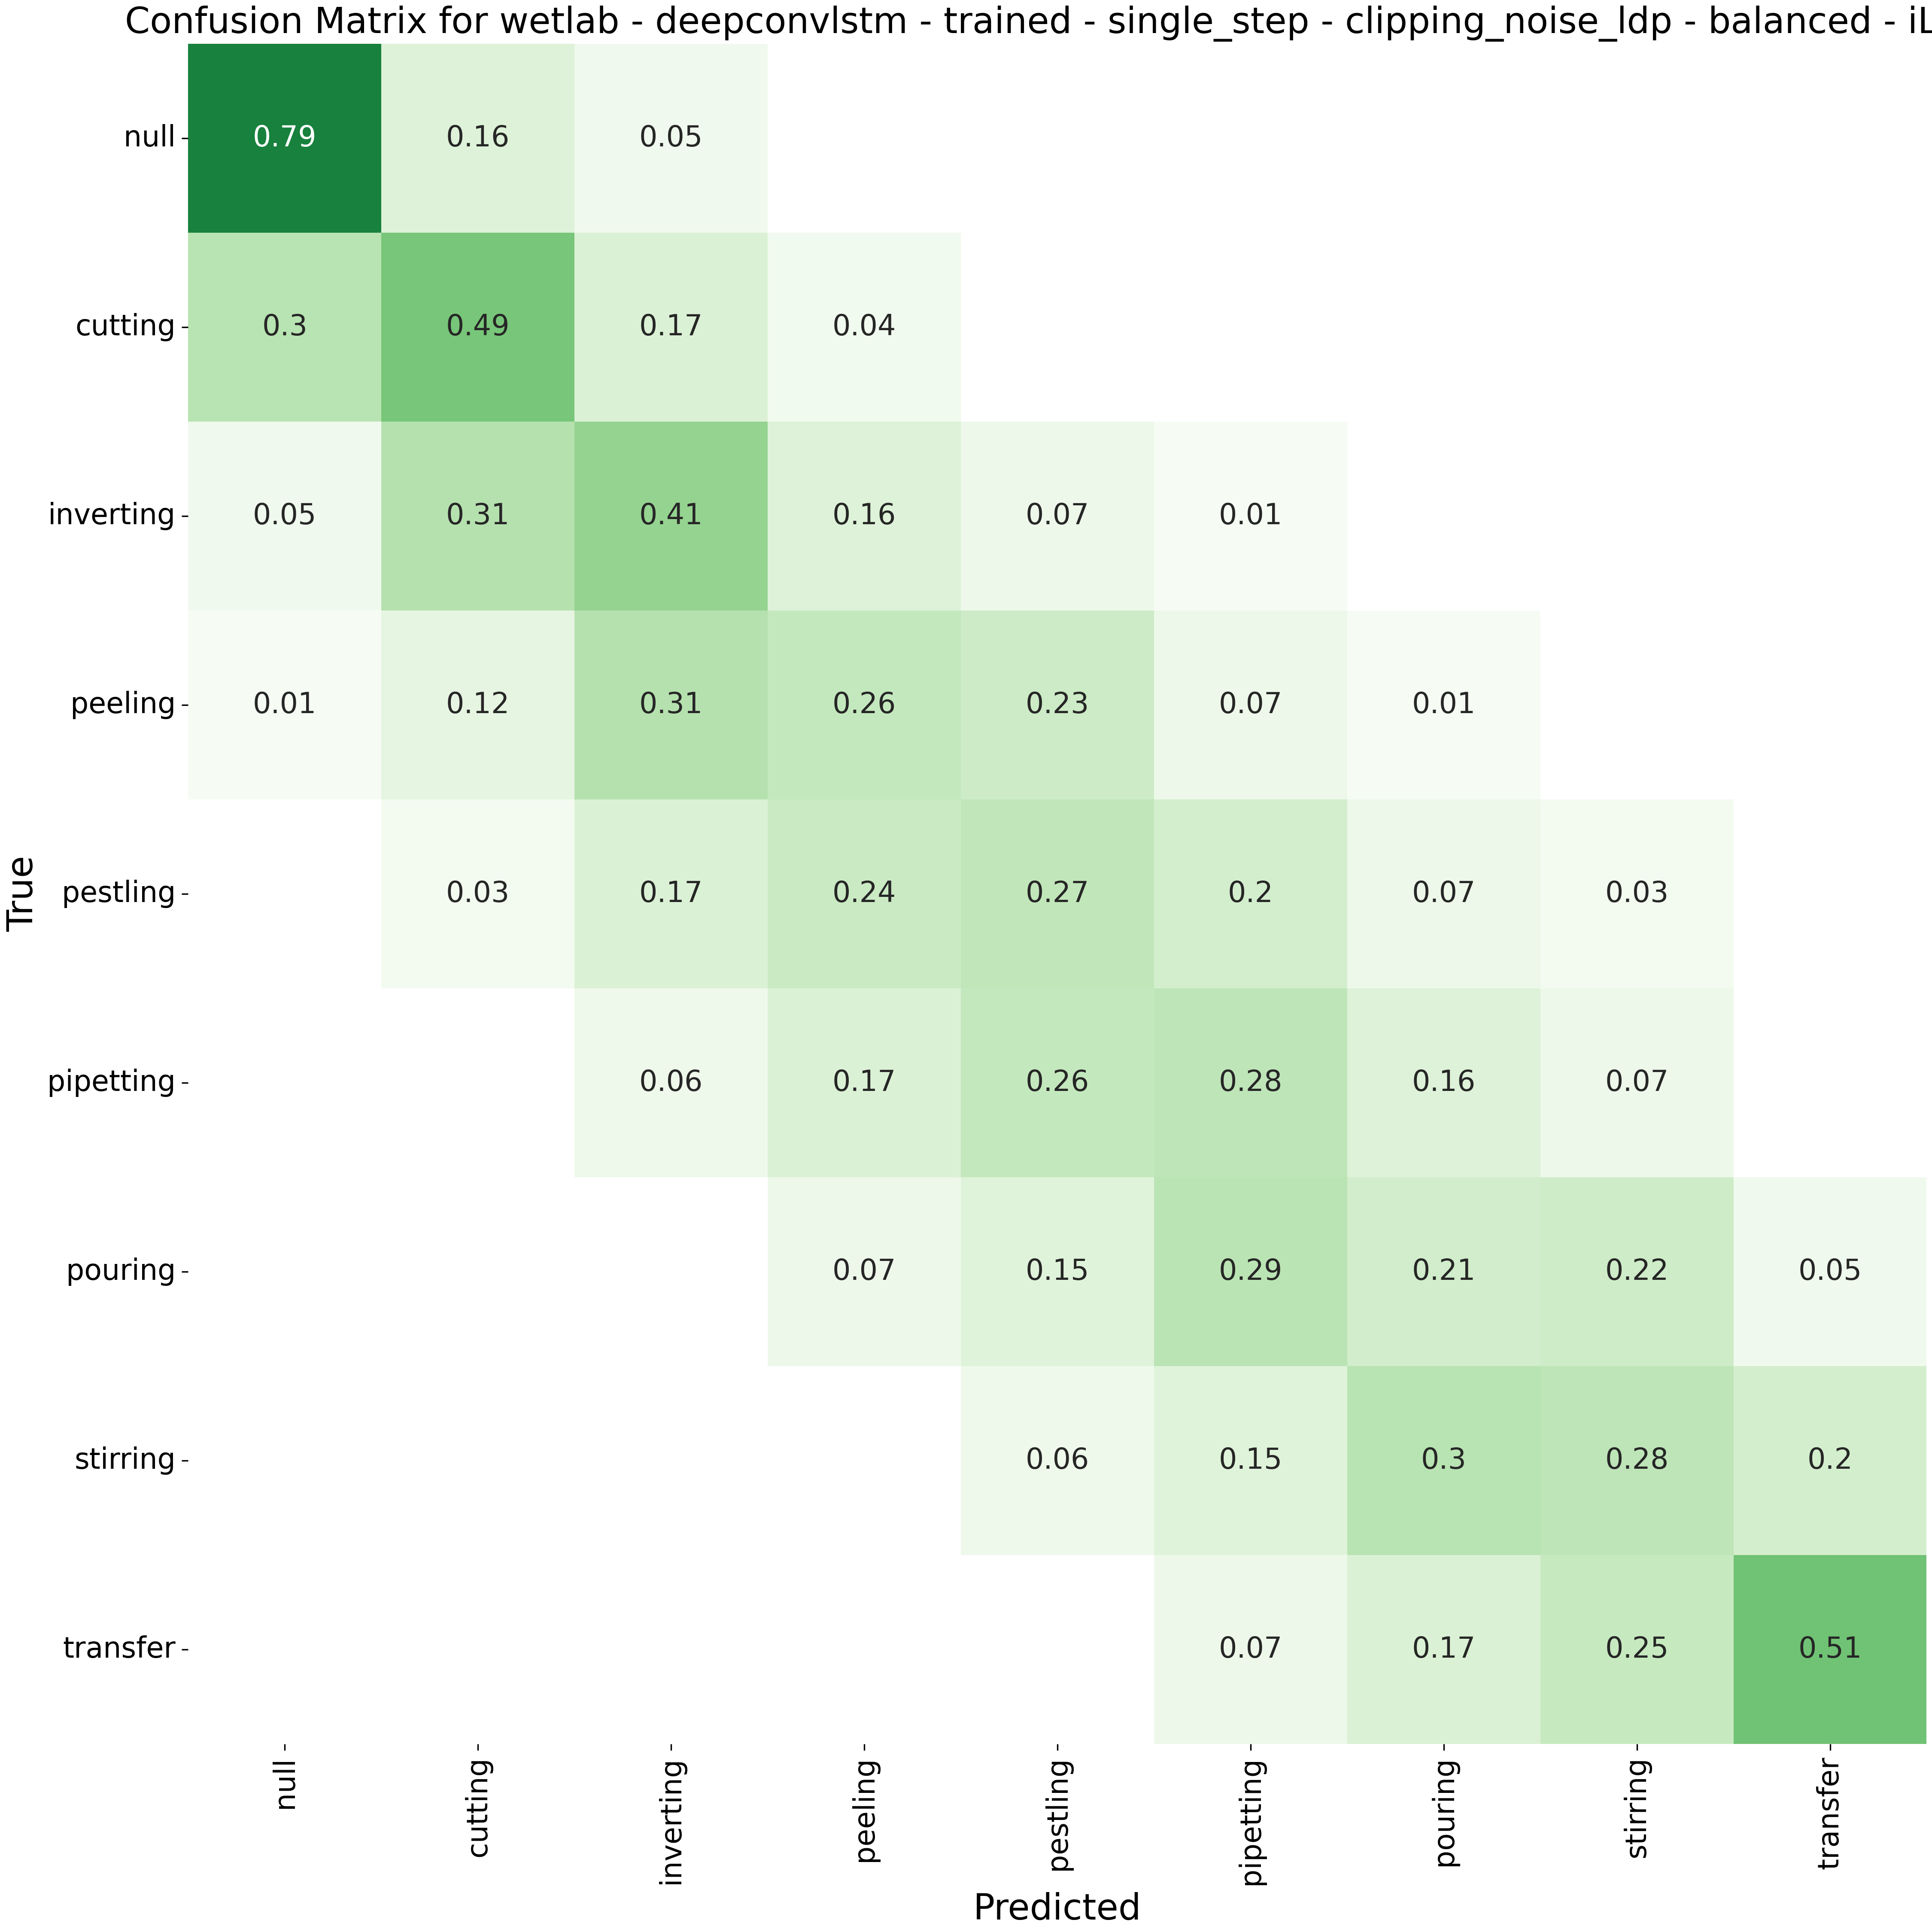 Confusion Matrix for wetlab - deepconvlstm - trained - single_step - clipping_noise_ldp - balanced - iL
null 0.79 0.16 0.05
cutting 0.3 0.49 0.17 0.04
inverting 0.05 0.31 0.41 0.16 0.07 0.01
peeling 0.01 0.12 0.31 0.26 0.23 0.07 0.01
True
pestling 0.03 0.17 0.24 0.27 0.2 0.07 0.03
pipetting 0.06 0.17 0.26 0.28 0.16 0.07
pouring 0.07 0.15 0.29 0.21 0.22 0.05
stirring 0.06 0.15 0.3 0.28 0.2
transfer 0.07 0.17 0.25 0.51
null cutting inverting peeling pestling pipetting pouring stirring transfer
Predicted